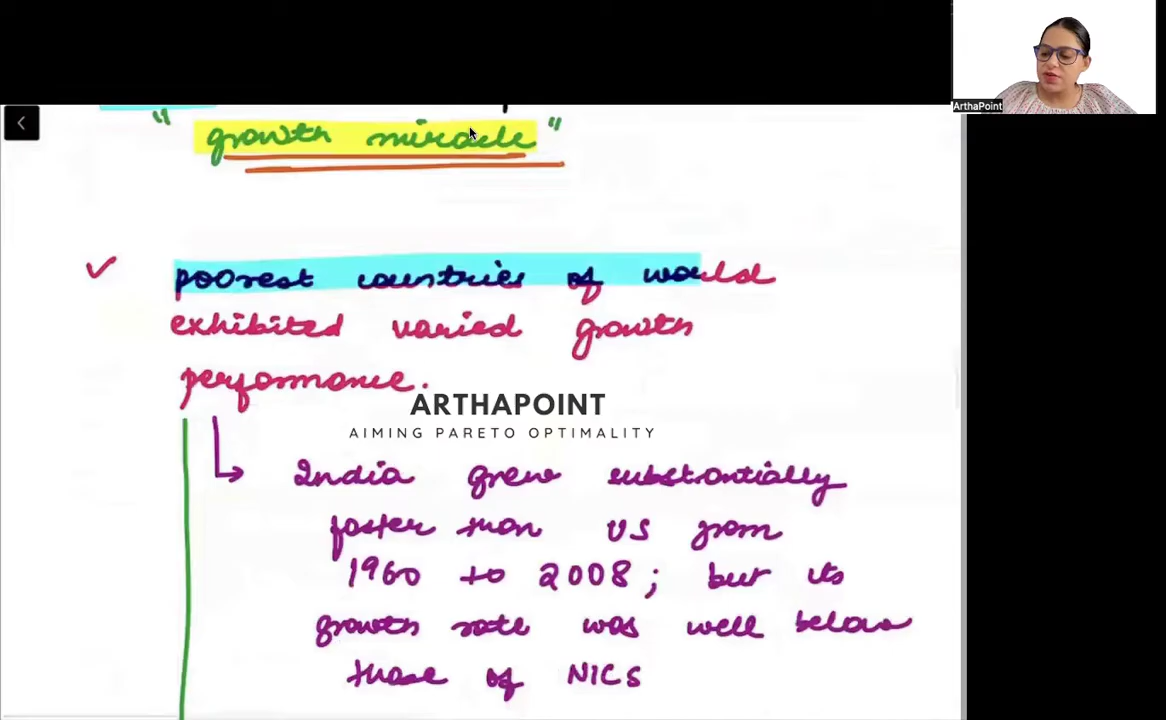 ArthaPoint
" growth miracle "
✓ poorest countries of world
exhibited varied growth
performance.
ARTHAPOINT
AIMING PARETO OPTIMALITY
India grew substantially
faster than US from
1960 to 2008; but its
growth rate was well below
those of NICS